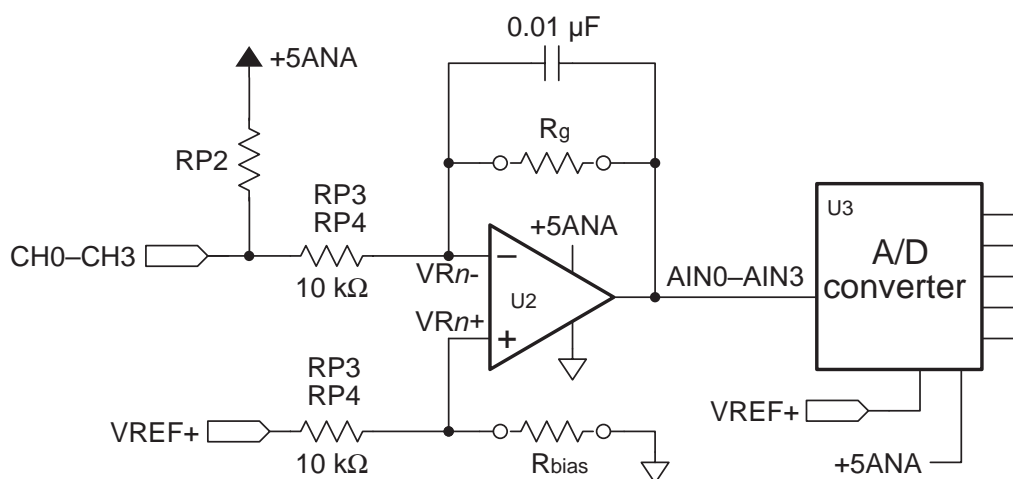 0.01 µF
+5ANA
Rg
RP2
RP3
RP4
+5ANA
U3
A/D
converter
CH0–CH3
10 kΩ
VRn-
U2
AIN0–AIN3
VRn+
RP3
RP4
VREF+
VREF+
10 kΩ
Rbias
+5ANA